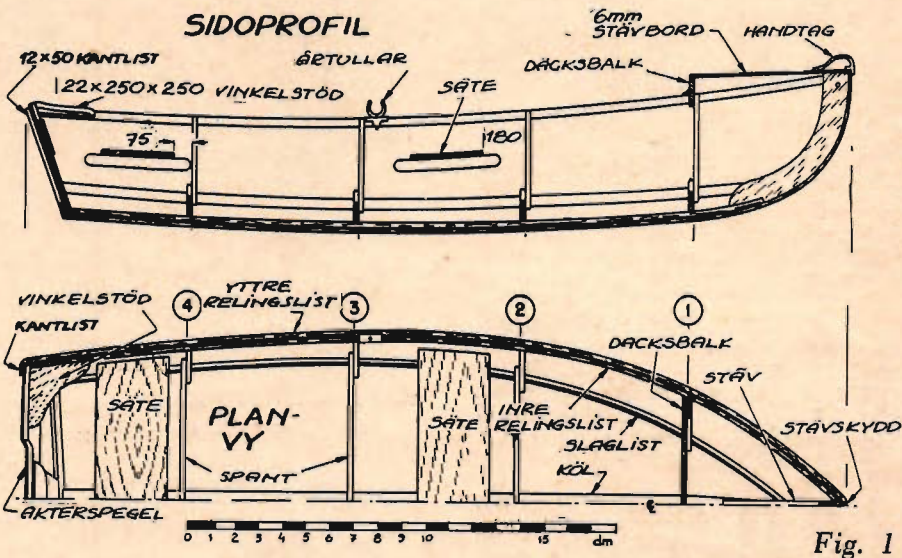 SIDOPROFIL
12×50 KANTLIST
22×250×250 VINKELSTÖD
ÅRTULLAR
SÄTE
6mm
STÄVBORD
HANDTAG
DÄCKSBALK
75
180
VINKELSTÖD
KANTLIST
YTTRE
RELINGSLIST
4
3
2
1
DÄCKSBALK
STÄV
STÄVSKYDD
SÄTE
PLAN-
VY
SÄTE
INRE
RELINGSLIST
SLAGLIST
KÖL
SPANT
AKTERSPEGEL
0 1 2 3 4 5 6 7 8 9 10 15 dm
Fig. 1